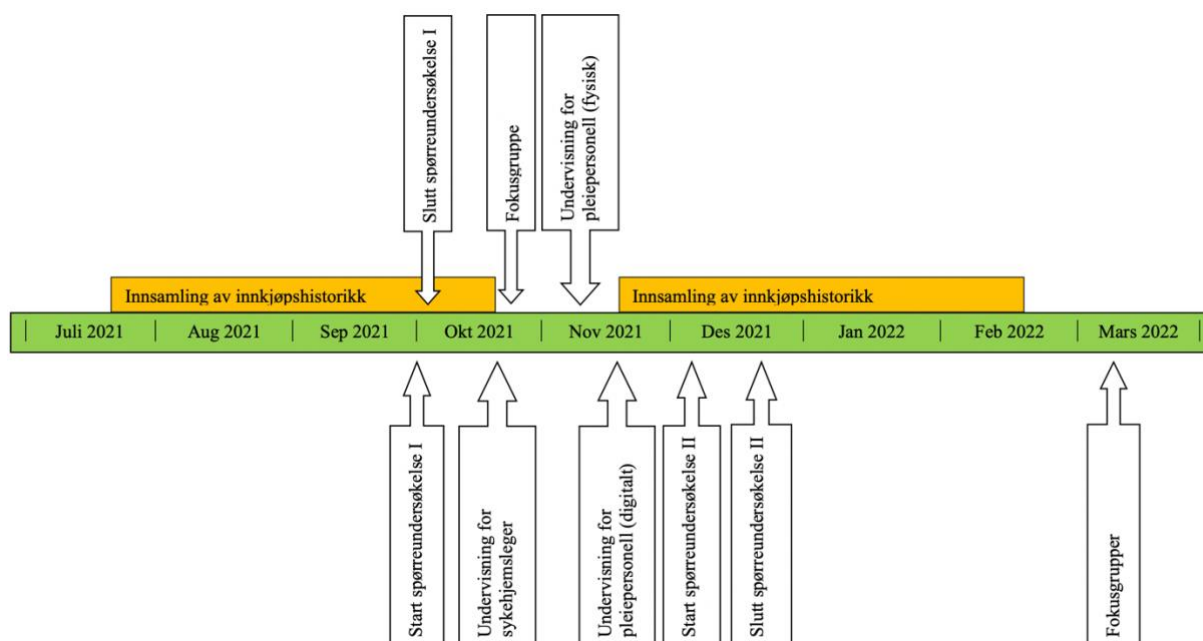 Slutt spørreundersøkelse I
Fokusgruppe
Undervisning for
pleiepersonell (fysisk)
Innsamling av innkjøpshistorikk
Innsamling av innkjøpshistorikk
Juli 2021
Aug 2021
Sep 2021
Okt 2021
Nov 2021
Des 2021
Jan 2022
Feb 2022
Mars 2022
Start spørreundersøkelse I
Undervisning for
sykehjemsleger
Undervisning for
pleiepersonell (digitalt)
Start spørreundersøkelse II
Slutt spørreundersøkelse II
Fokusgrupper